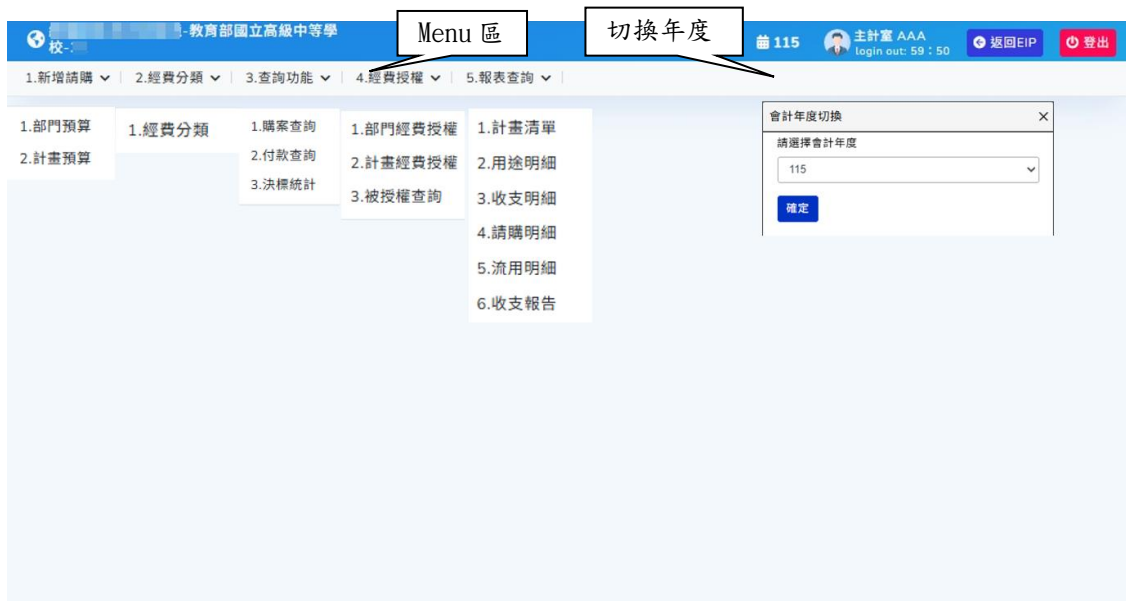 -教育部國立高級中等學
校-
Menu 區
切換年度
115
主計室 AAA
login out: 59：50
返回EIP
登出
1.新增請購
2.經費分類
3.查詢功能
4.經費授權
5.報表查詢
1.部門預算
2.計畫預算
1.經費分類
1.購案查詢
2.付款查詢
3.決標統計
1.部門經費授權
2.計畫經費授權
3.被授權查詢
1.計畫清單
2.用途明細
3.收支明細
4.請購明細
5.流用明細
6.收支報告
會計年度切換
請選擇會計年度
115
確定